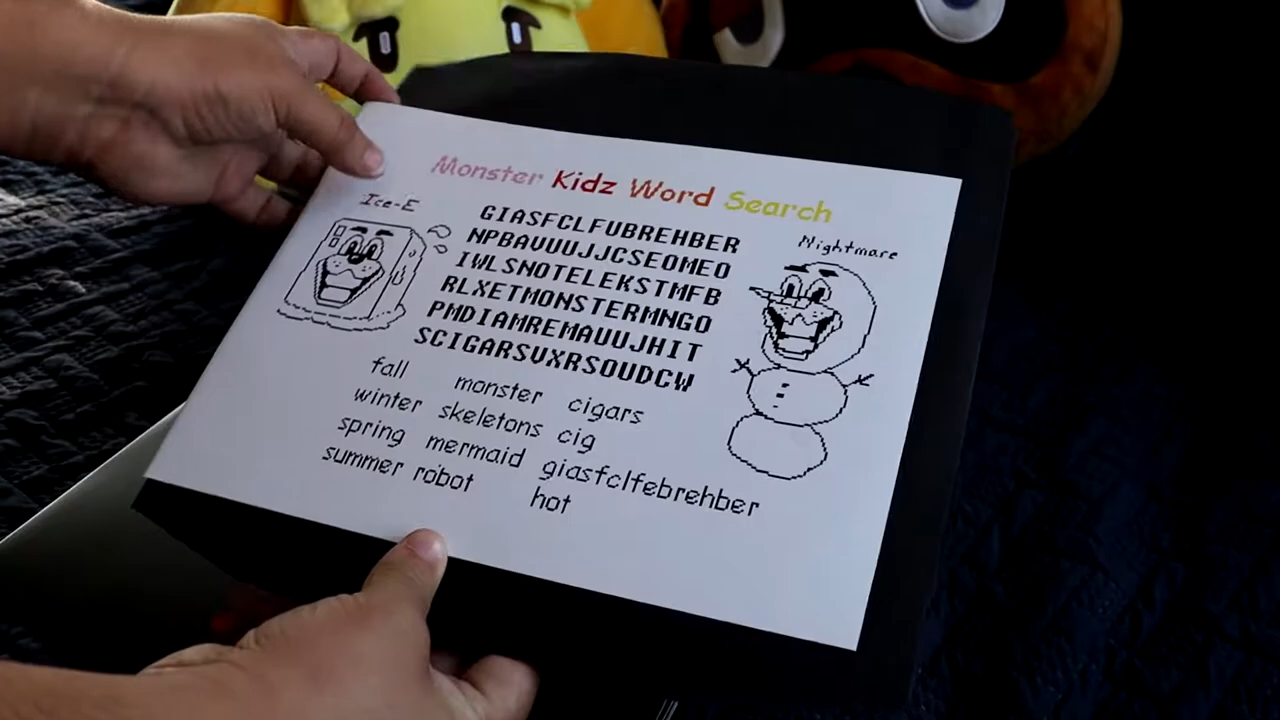 Monster Kidz Word Search
Ice-E
Nightmare
GIASFCLFUBREHBER
NPBAUUUJJCSEOMEO
IWLSNOTELEKSTMFB
RLXETMONSTERMNGO
PMDIAMREMAUUJHIT
SCIGARSUXRSOUDCW
fall monster cigars
winter skeletons cig
spring mermaid giasfclfebrehber
summer robot hot